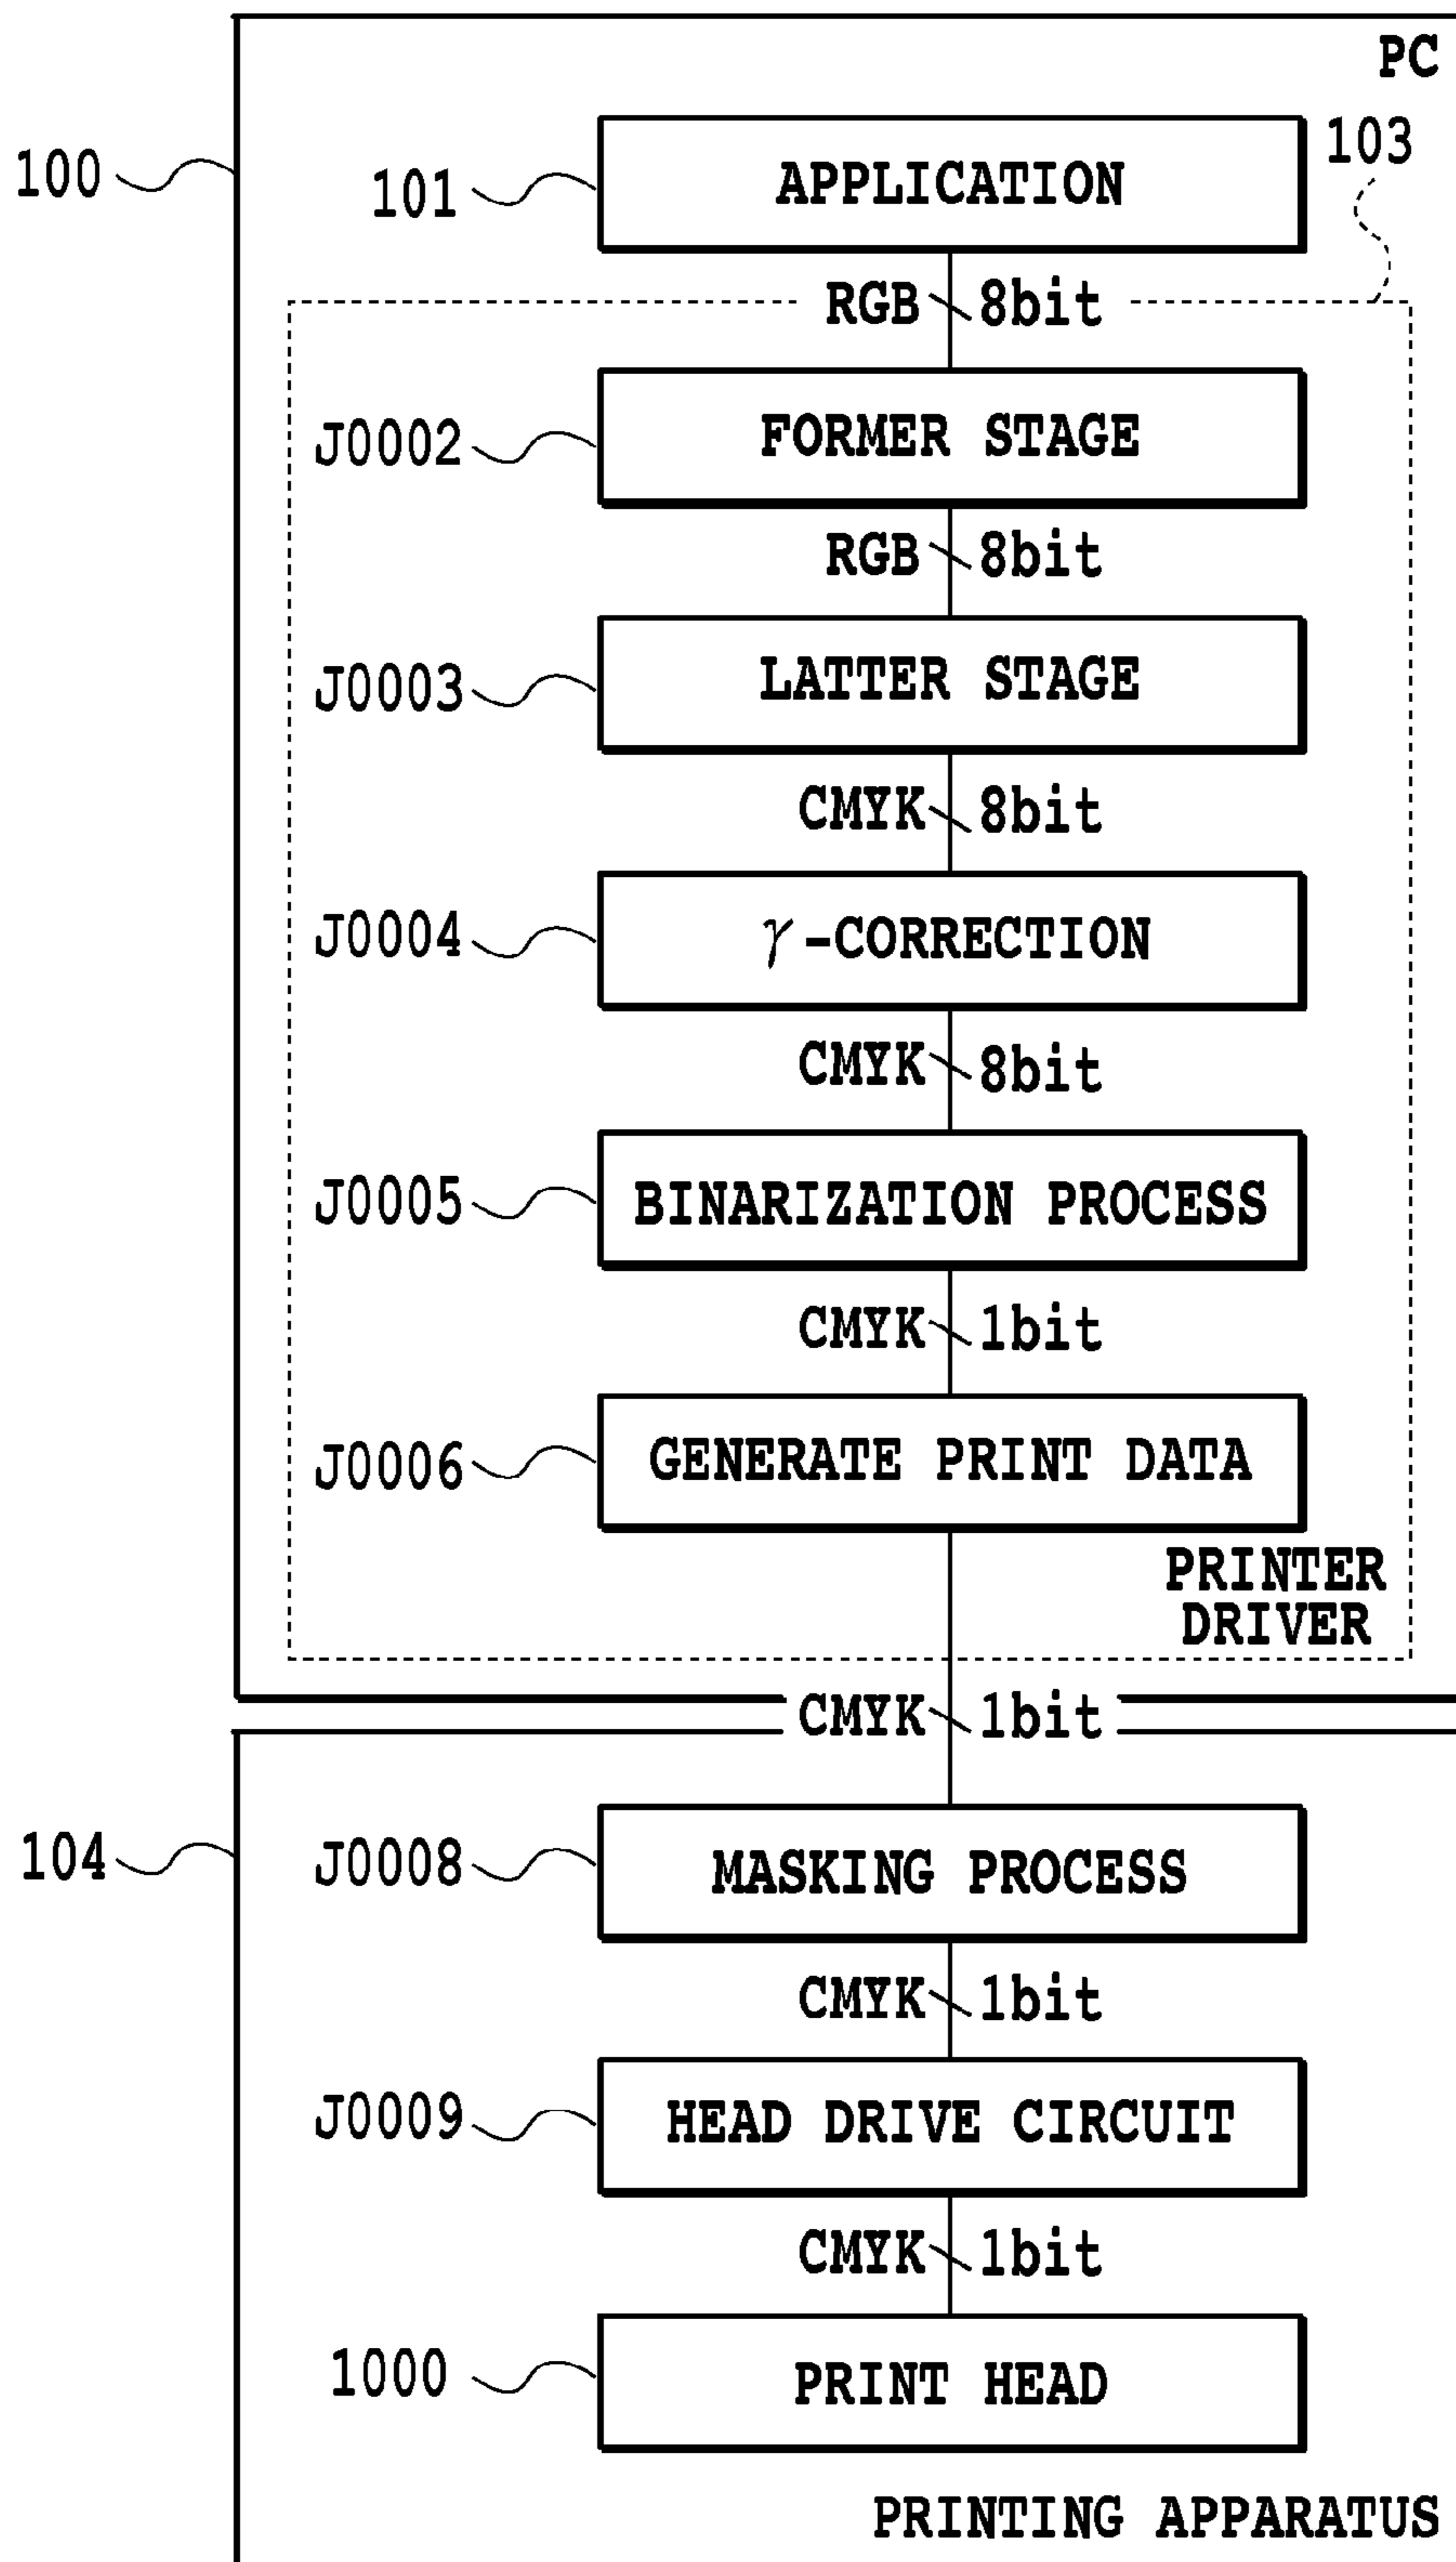 PC
100
101
APPLICATION
103
RGB 8bit
J0002
FORMER STAGE
RGB 8bit
J0003
LATTER STAGE
CMYK 8bit
J0004
γ-CORRECTION
CMYK 8bit
J0005
BINARIZATION PROCESS
CMYK 1bit
J0006
GENERATE PRINT DATA
PRINTER
DRIVER
CMYK 1bit
104
J0008
MASKING PROCESS
CMYK 1bit
J0009
HEAD DRIVE CIRCUIT
CMYK 1bit
1000
PRINT HEAD
PRINTING APPARATUS